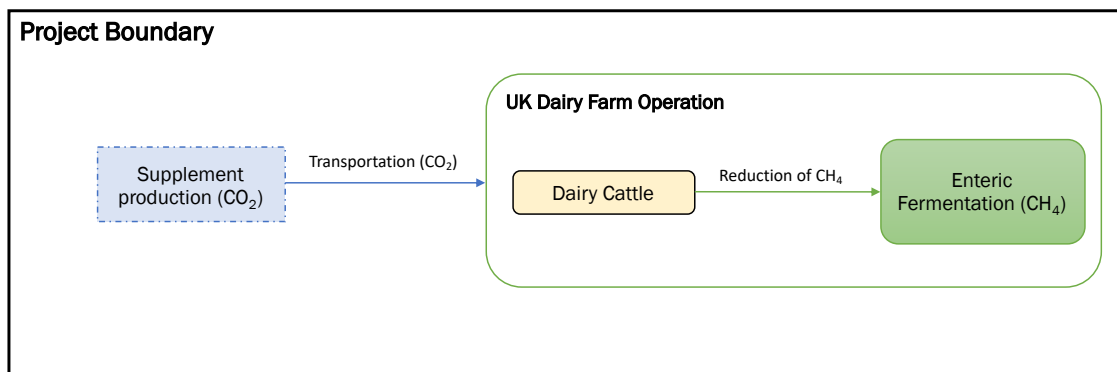 Project Boundary
UK Dairy Farm Operation
Supplement
production (CO₂)
Transportation (CO₂)
Dairy Cattle
Reduction of CH₄
Enteric
Fermentation (CH₄)